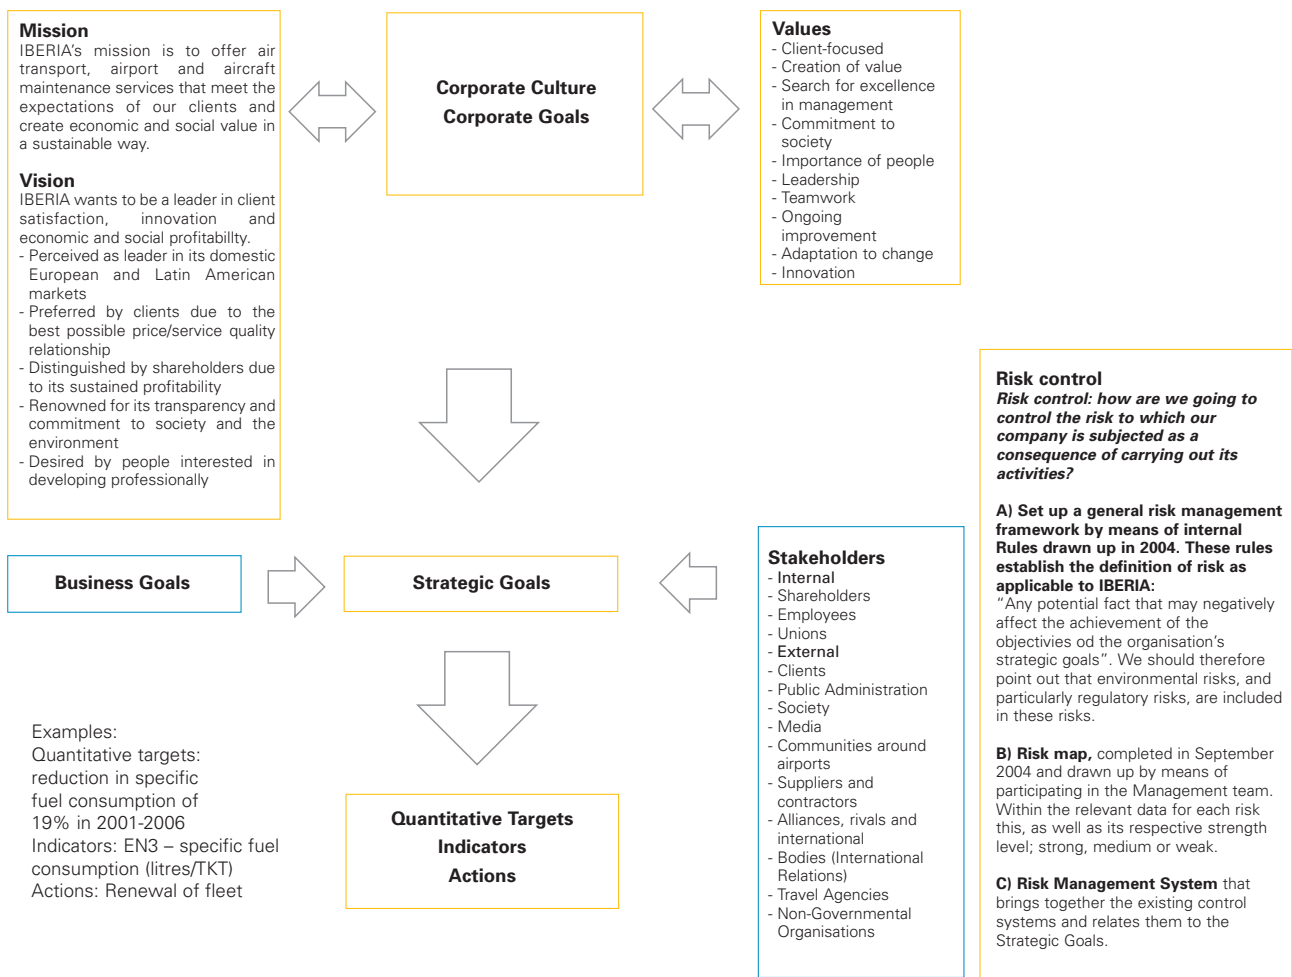 Mission
IBERIA's mission is to offer air
transport, airport and aircraft
maintenance services that meet the
expectations of our clients and
create economic and social value in
a sustainable way.
Vision
IBERIA wants to be a leader in client
satisfaction, innovation and
economic and social profitabillty.
- Perceived as leader in its domestic
European and Latin American
markets
- Preferred by clients due to the
best possible price/service quality
relationship
- Distinguished by shareholders due
to its sustained profitability
- Renowned for its transparency and
commitment to society and the
environment
- Desired by people interested in
developing professionally
Corporate Culture
Corporate Goals
Values
- Client-focused
- Creation of value
- Search for excellence
in management
- Commitment to
society
- Importance of people
- Leadership
- Teamwork
- Ongoing
improvement
- Adaptation to change
- Innovation
Business Goals
Strategic Goals
Stakeholders
- Internal
- Shareholders
- Employees
- Unions
- External
- Clients
- Public Administration
- Society
- Media
- Communities around
airports
- Suppliers and
contractors
- Alliances, rivals and
international
- Bodies (International
Relations)
- Travel Agencies
- Non-Governmental
Organisations
Examples:
Quantitative targets:
reduction in specific
fuel consumption of
19% in 2001-2006
Indicators: EN3 – specific fuel
consumption (litres/TKT)
Actions: Renewal of fleet
Quantitative Targets
Indicators
Actions
Risk control
Risk control: how are we going to
control the risk to which our
company is subjected as a
consequence of carrying out its
activities?
A) Set up a general risk management
framework by means of internal
Rules drawn up in 2004. These rules
establish the definition of risk as
applicable to IBERIA:
“Any potential fact that may negatively
affect the achievement of the
objectivies od the organisation's
strategic goals”. We should therefore
point out that environmental risks, and
particularly regulatory risks, are included
in these risks.
B) Risk map, completed in September
2004 and drawn up by means of
participating in the Management team.
Within the relevant data for each risk
this, as well as its respective strength
level; strong, medium or weak.
C) Risk Management System that
brings together the existing control
systems and relates them to the
Strategic Goals.